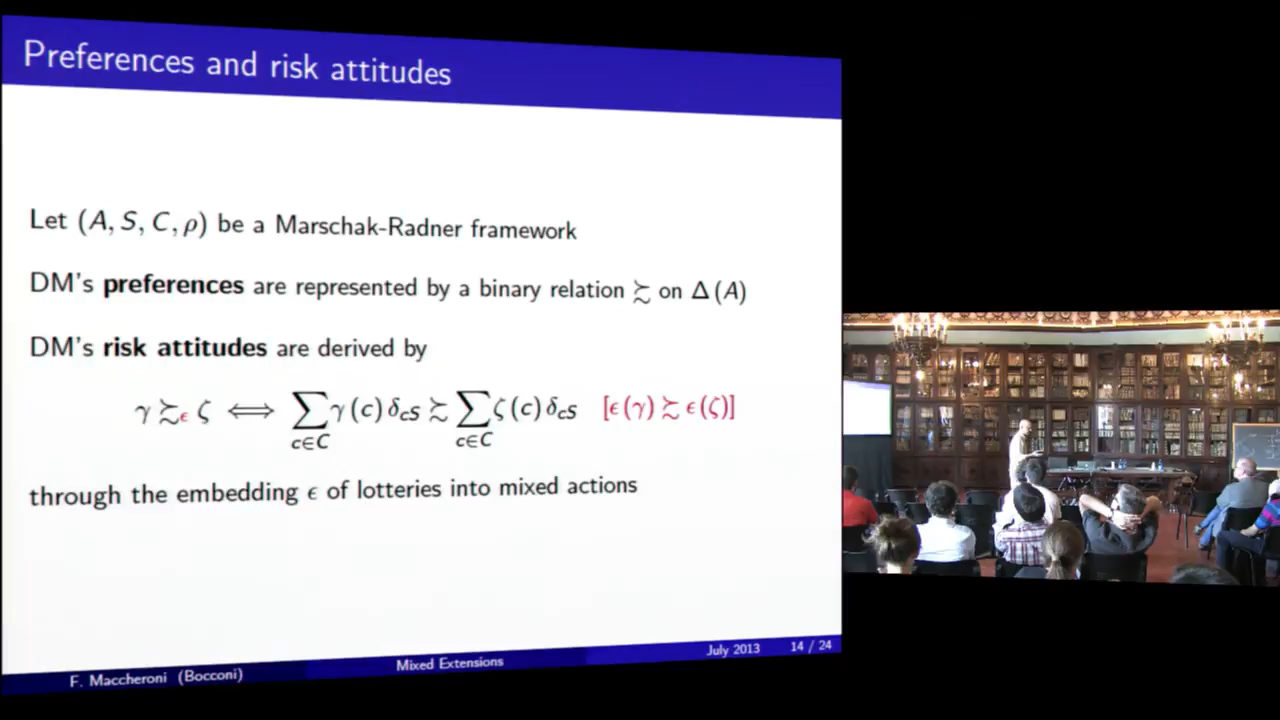 Preferences and risk attitudes
Let (A, S, C, ρ) be a Marschak-Radner framework
DM's preferences are represented by a binary relation ≿ on Δ (A)
DM's risk attitudes are derived by
γ ≿ϵ ζ ⟺ ∑c∈C γ (c) δcS ≿ ∑c∈C ζ (c) δcS [ϵ (γ) ≿ ϵ (ζ)]
through the embedding ϵ of lotteries into mixed actions
F. Maccheroni (Bocconi) Mixed Extensions July 2013 14 / 24